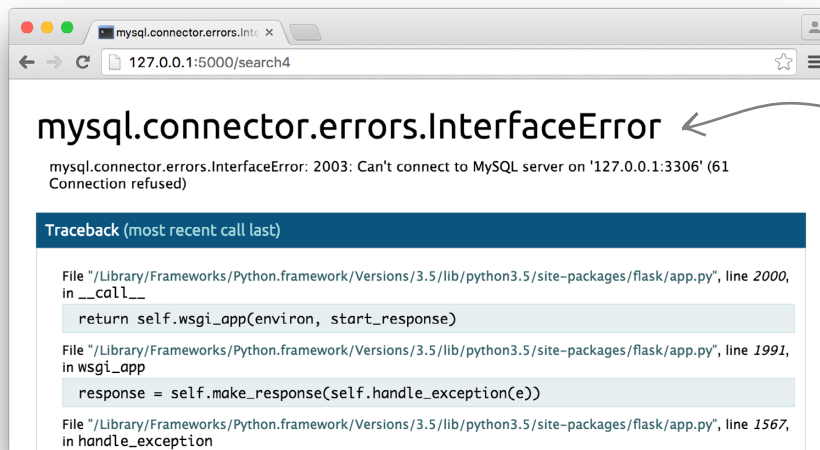 mysql.connector.errors.Inte
127.0.0.1:5000/search4
mysql.connector.errors.InterfaceError
mysql.connector.errors.InterfaceError: 2003: Can't connect to MySQL server on '127.0.0.1:3306' (61
Connection refused)
Traceback (most recent call last)
File "/Library/Frameworks/Python.framework/Versions/3.5/lib/python3.5/site-packages/flask/app.py", line 2000,
in __call__
return self.wsgi_app(environ, start_response)
File "/Library/Frameworks/Python.framework/Versions/3.5/lib/python3.5/site-packages/flask/app.py", line 1991,
in wsgi_app
response = self.make_response(self.handle_exception(e))
File "/Library/Frameworks/Python.framework/Versions/3.5/lib/python3.5/site-packages/flask/app.py", line 1567,
in handle_exception